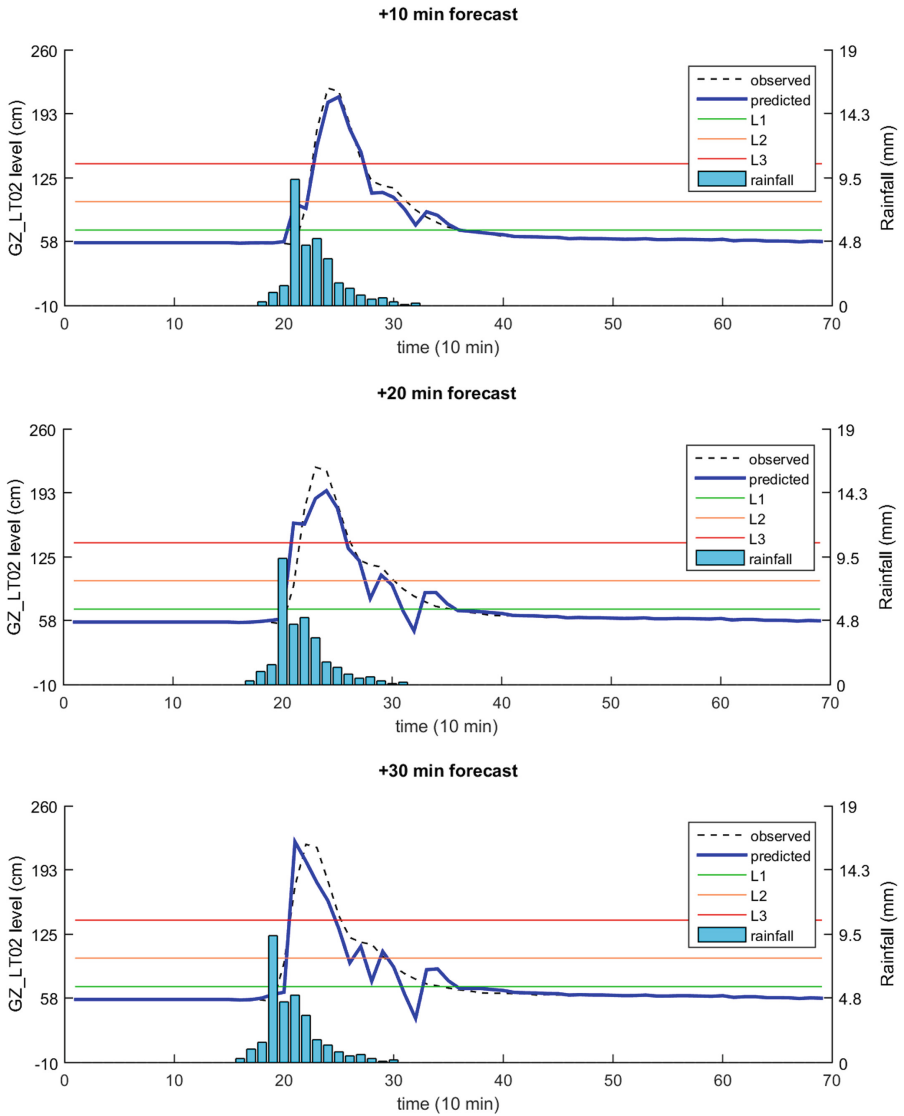 +10 min forecast
260
193
125
58
-10
GZ_LT02 level (cm)
19
14.3
9.5
4.8
0
Rainfall (mm)
observed
predicted
L1
L2
L3
rainfall
0 10 20 30 40 50 60 70
time (10 min)
+20 min forecast
260
193
125
58
-10
GZ_LT02 level (cm)
19
14.3
9.5
4.8
0
Rainfall (mm)
observed
predicted
L1
L2
L3
rainfall
0 10 20 30 40 50 60 70
time (10 min)
+30 min forecast
260
193
125
58
-10
GZ_LT02 level (cm)
19
14.3
9.5
4.8
0
Rainfall (mm)
observed
predicted
L1
L2
L3
rainfall
0 10 20 30 40 50 60 70
time (10 min)